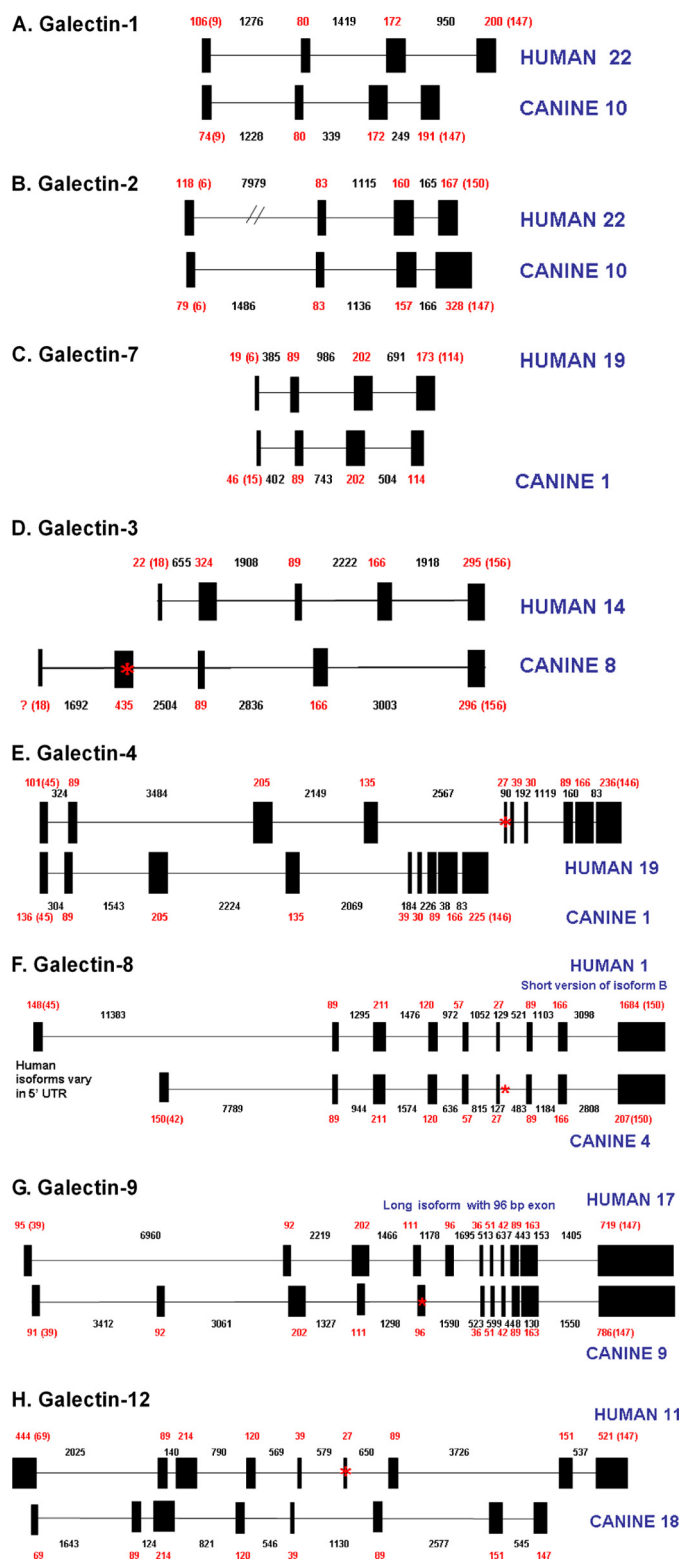 A. Galectin-1
106(9) 1276 80 1419 172 950 200 (147)
HUMAN 22
CANINE 10
74(9) 1228 80 339 172 249 191 (147)
B. Galectin-2
118 (6) 7979 83 1115 160 165 167 (150)
HUMAN 22
CANINE 10
79 (6) 1486 83 1136 157 166 328 (147)
C. Galectin-7
19 (6) 385 89 986 202 691 173 (114)
HUMAN 19
46 (15) 402 89 743 202 504 114
CANINE 1
D. Galectin-3
22 (18) 655 324 1908 89 2222 166 1918 295 (156)
HUMAN 14
CANINE 8
*
? (18) 1692 435 2504 89 2836 166 3003 296 (156)
E. Galectin-4
101(45) 89 205 135 27 39 30 89 166 236(146)
324 3484 2149 2567 90 192 1119 160 83
*
HUMAN 19
304 1543 2224 2069 184 226 38 83
136 (45) 89 205 135 39 30 89 166 225 (146)
CANINE 1
F. Galectin-8
HUMAN 1
Short version of isoform B
148(45) 89 211 120 57 27 89 166 1684 (150)
11383 1295 1476 972 1052 129 521 1103 3098
Human
isoforms vary
in 5' UTR
*
7789 944 1574 636 815 127 483 1184 2808
150(42) 89 211 120 57 27 89 166 207(150)
CANINE 4
G. Galectin-9
HUMAN 17
Long isoform with 96 bp exon
95 (39) 92 202 111 96 36 51 42 89 163 719 (147)
6960 2219 1466 1178 1695 513 637 443 153 1405
*
3412 3061 1327 1298 1590 523 599 448 130 1550
91 (39) 92 202 111 96 36 51 42 89 163 786(147)
CANINE 9
H. Galectin-12
HUMAN 11
444 (69) 89 214 120 39 27 89 151 521 (147)
2025 140 790 569 579 650 3726 537
*
CANINE 18
1643 124 821 546 1130 2577 545
69 89 214 120 39 89 151 147